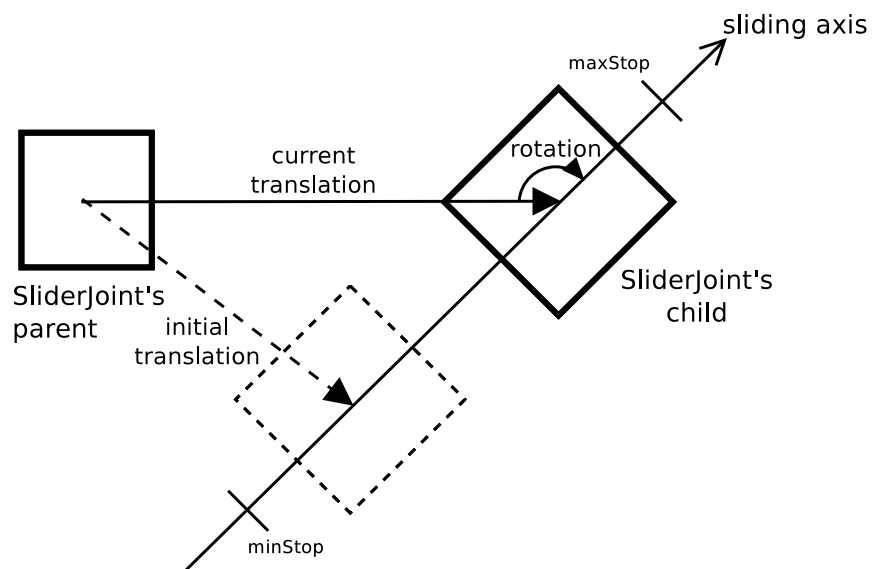 sliding axis
maxStop
rotation
current
translation
SliderJoint's
child
SliderJoint's
parent
initial
translation
minStop